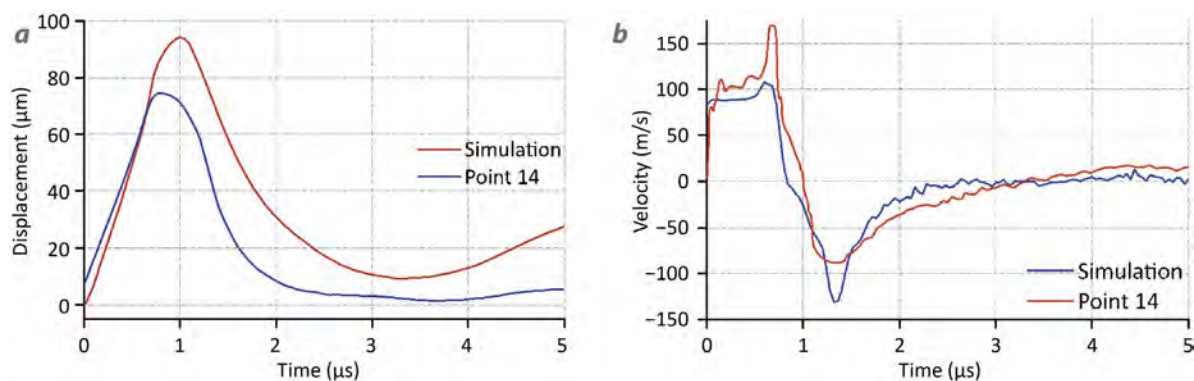 a
100
80
60
40
20
0
Displacement (µm)
Simulation
Point 14
0 1 2 3 4 5
Time (µs)
b
150
100
50
0
−50
−100
−150
Velocity (m/s)
Simulation
Point 14
0 1 2 3 4 5
Time (µs)